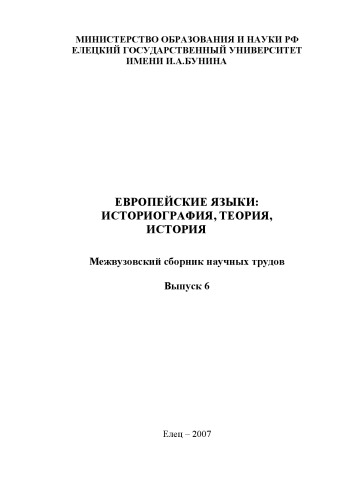 МИНИСТЕРСТВО ОБРАЗОВАНИЯ И НАУКИ РФ
ЕЛЕЦКИЙ ГОСУДАРСТВЕННЫЙ УНИВЕРСИТЕТ
ИМЕНИ И.А.БУНИНА
ЕВРОПЕЙСКИЕ ЯЗЫКИ:
ИСТОРИОГРАФИЯ, ТЕОРИЯ,
ИСТОРИЯ
Межвузовский сборник научных трудов
Выпуск 6
Елец – 2007